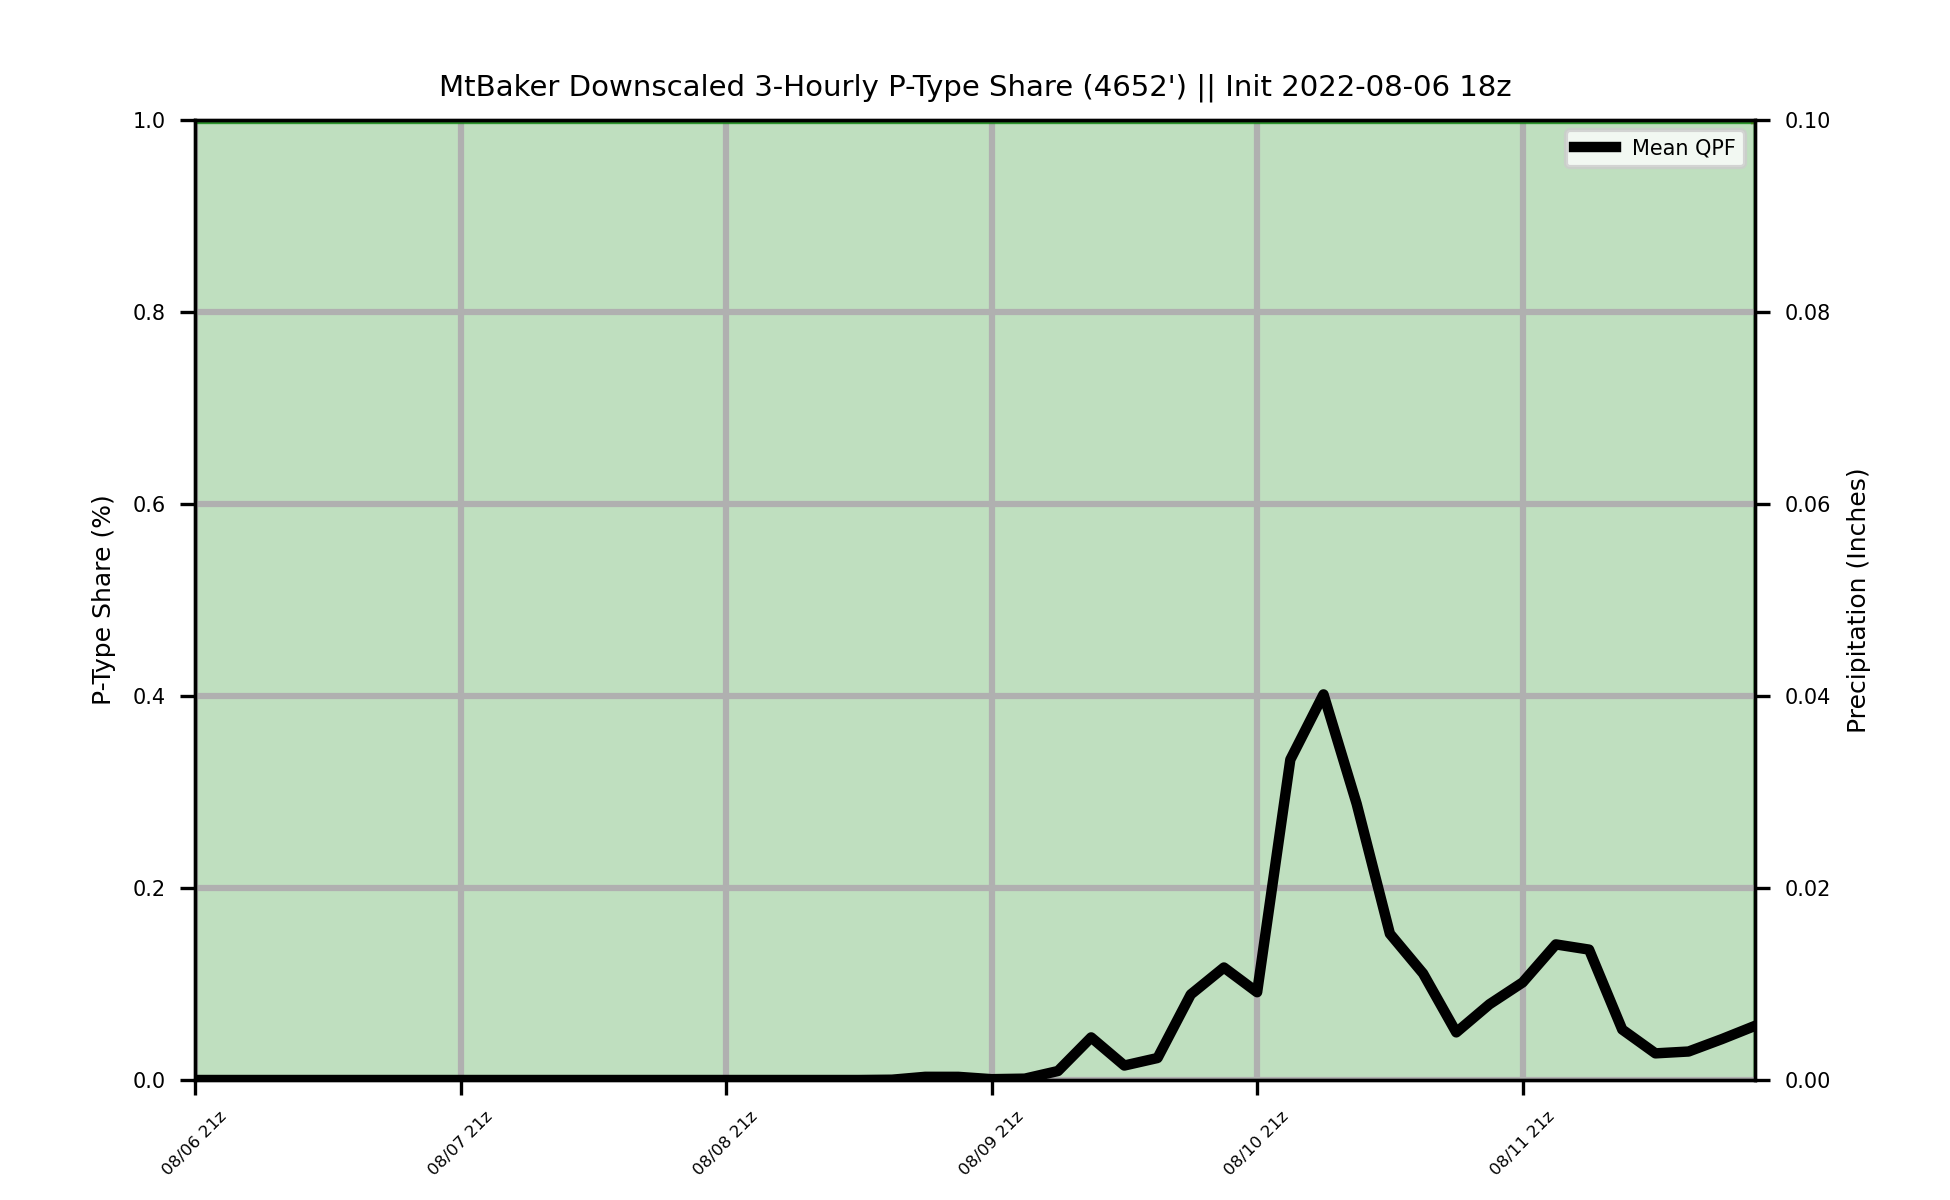 MtBaker Downscaled 3-Hourly P-Type Share (4652') || Init 2022-08-06 18z
Mean QPF
P-Type Share (%)
1.0
0.8
0.6
0.4
0.2
0.0
0.10
0.08
0.06
0.04
0.02
0.00
Precipitation (Inches)
08/06 21z
08/07 21z
08/08 21z
08/09 21z
08/10 21z
08/11 21z